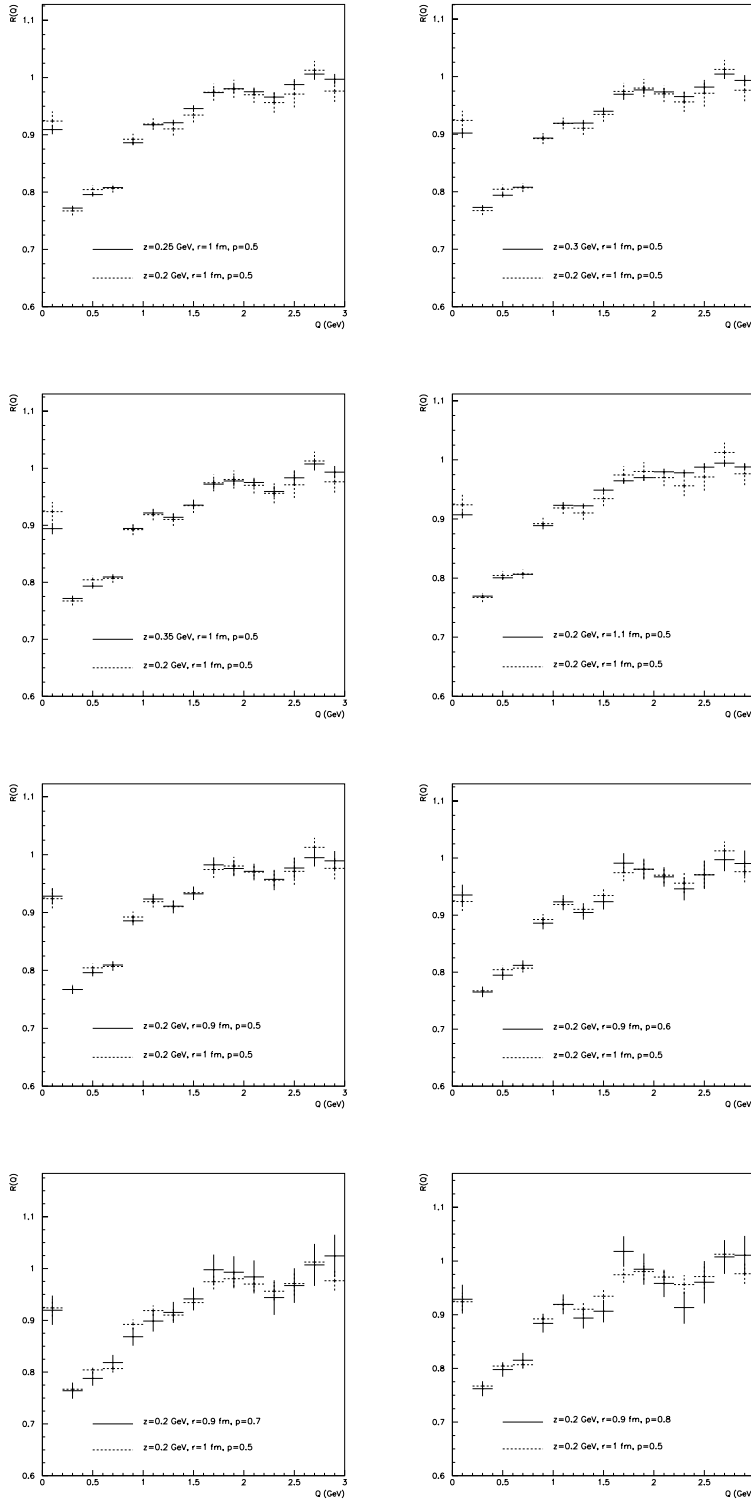 R(Q)
1.1
1
0.9
0.8
0.7
0.6
z=0.25 GeV, r=1 fm, p=0.5
z=0.2 GeV, r=1 fm, p=0.5
0 0.5 1 1.5 2 2.5 3
Q (GeV)
R(Q)
1.1
1
0.9
0.8
0.7
0.6
z=0.3 GeV, r=1 fm, p=0.5
z=0.2 GeV, r=1 fm, p=0.5
0 0.5 1 1.5 2 2.5
Q (GeV)
R(Q)
1.1
1
0.9
0.8
0.7
0.6
z=0.35 GeV, r=1 fm, p=0.5
z=0.2 GeV, r=1 fm, p=0.5
0 0.5 1 1.5 2 2.5 3
Q (GeV)
R(Q)
1.1
1
0.9
0.8
0.7
0.6
z=0.2 GeV, r=1.1 fm, p=0.5
z=0.2 GeV, r=1 fm, p=0.5
0 0.5 1 1.5 2 2.5
Q (GeV)
R(Q)
1.1
1
0.9
0.8
0.7
0.6
z=0.2 GeV, r=0.9 fm, p=0.5
z=0.2 GeV, r=1 fm, p=0.5
0 0.5 1 1.5 2 2.5 3
Q (GeV)
R(Q)
1.1
1
0.9
0.8
0.7
0.6
z=0.2 GeV, r=0.9 fm, p=0.6
z=0.2 GeV, r=1 fm, p=0.5
0 0.5 1 1.5 2 2.5
Q (GeV)
R(Q)
1.1
1
0.9
0.8
0.7
0.6
z=0.2 GeV, r=0.9 fm, p=0.7
z=0.2 GeV, r=1 fm, p=0.5
0 0.5 1 1.5 2 2.5 3
Q (GeV)
R(Q)
1.1
1
0.9
0.8
0.7
0.6
z=0.2 GeV, r=0.9 fm, p=0.8
z=0.2 GeV, r=1 fm, p=0.5
0 0.5 1 1.5 2 2.5
Q (GeV)